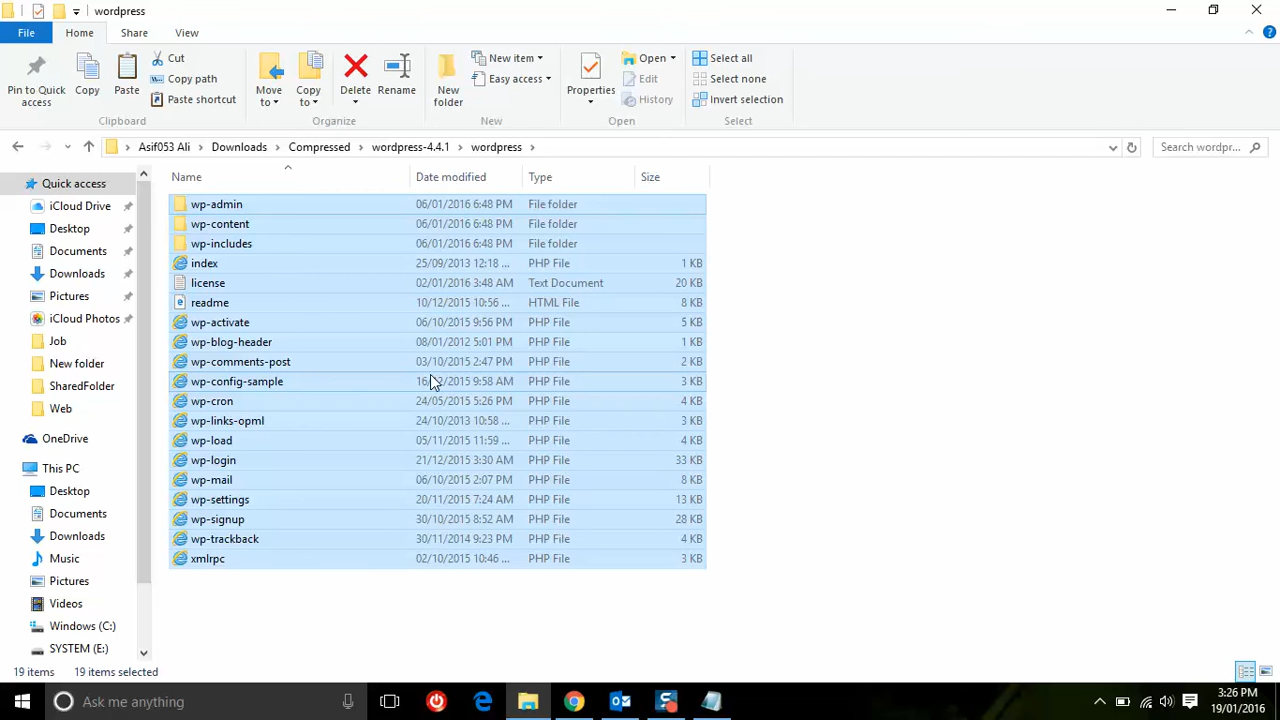 wordpress
File Home Share View
Pin to Quick access
Copy
Paste
Cut
Copy path
Paste shortcut
Move to
Copy to
Delete
Rename
New folder
New item
Easy access
Properties
Open
Edit
History
Select all
Select none
Invert selection
Clipboard Organize New Open Select
Asif053 Ali > Downloads > Compressed > wordpress-4.4.1 > wordpress >
Search wordpr...
Name Date modified Type Size
wp-admin 06/01/2016 6:48 PM File folder
wp-content 06/01/2016 6:48 PM File folder
wp-includes 06/01/2016 6:48 PM File folder
index 25/09/2013 12:18 ... PHP File 1 KB
license 02/01/2016 3:48 AM Text Document 20 KB
readme 10/12/2015 10:56 ... HTML File 8 KB
wp-activate 06/10/2015 9:56 PM PHP File 5 KB
wp-blog-header 08/01/2012 5:01 PM PHP File 1 KB
wp-comments-post 03/10/2015 2:47 PM PHP File 2 KB
wp-config-sample /2015 9:58 AM PHP File 3 KB
wp-cron 24/05/2015 5:26 PM PHP File 4 KB
wp-links-opml 24/10/2013 10:58 ... PHP File 3 KB
wp-load 05/11/2015 11:59 ... PHP File 4 KB
wp-login 21/12/2015 3:30 AM PHP File 33 KB
wp-mail 06/10/2015 2:07 PM PHP File 8 KB
wp-settings 20/11/2015 7:24 AM PHP File 13 KB
wp-signup 30/10/2015 8:52 AM PHP File 28 KB
wp-trackback 30/11/2014 9:23 PM PHP File 4 KB
xmlrpc 02/10/2015 10:46 ... PHP File 3 KB
Quick access
iCloud Drive
Desktop
Documents
Downloads
Pictures
iCloud Photos
Job
New folder
SharedFolder
Web
OneDrive
This PC
Desktop
Documents
Downloads
Music
Pictures
Videos
Windows (C:)
SYSTEM (E:)
19 items 19 items selected
Ask me anything
3:26 PM
19/01/2016